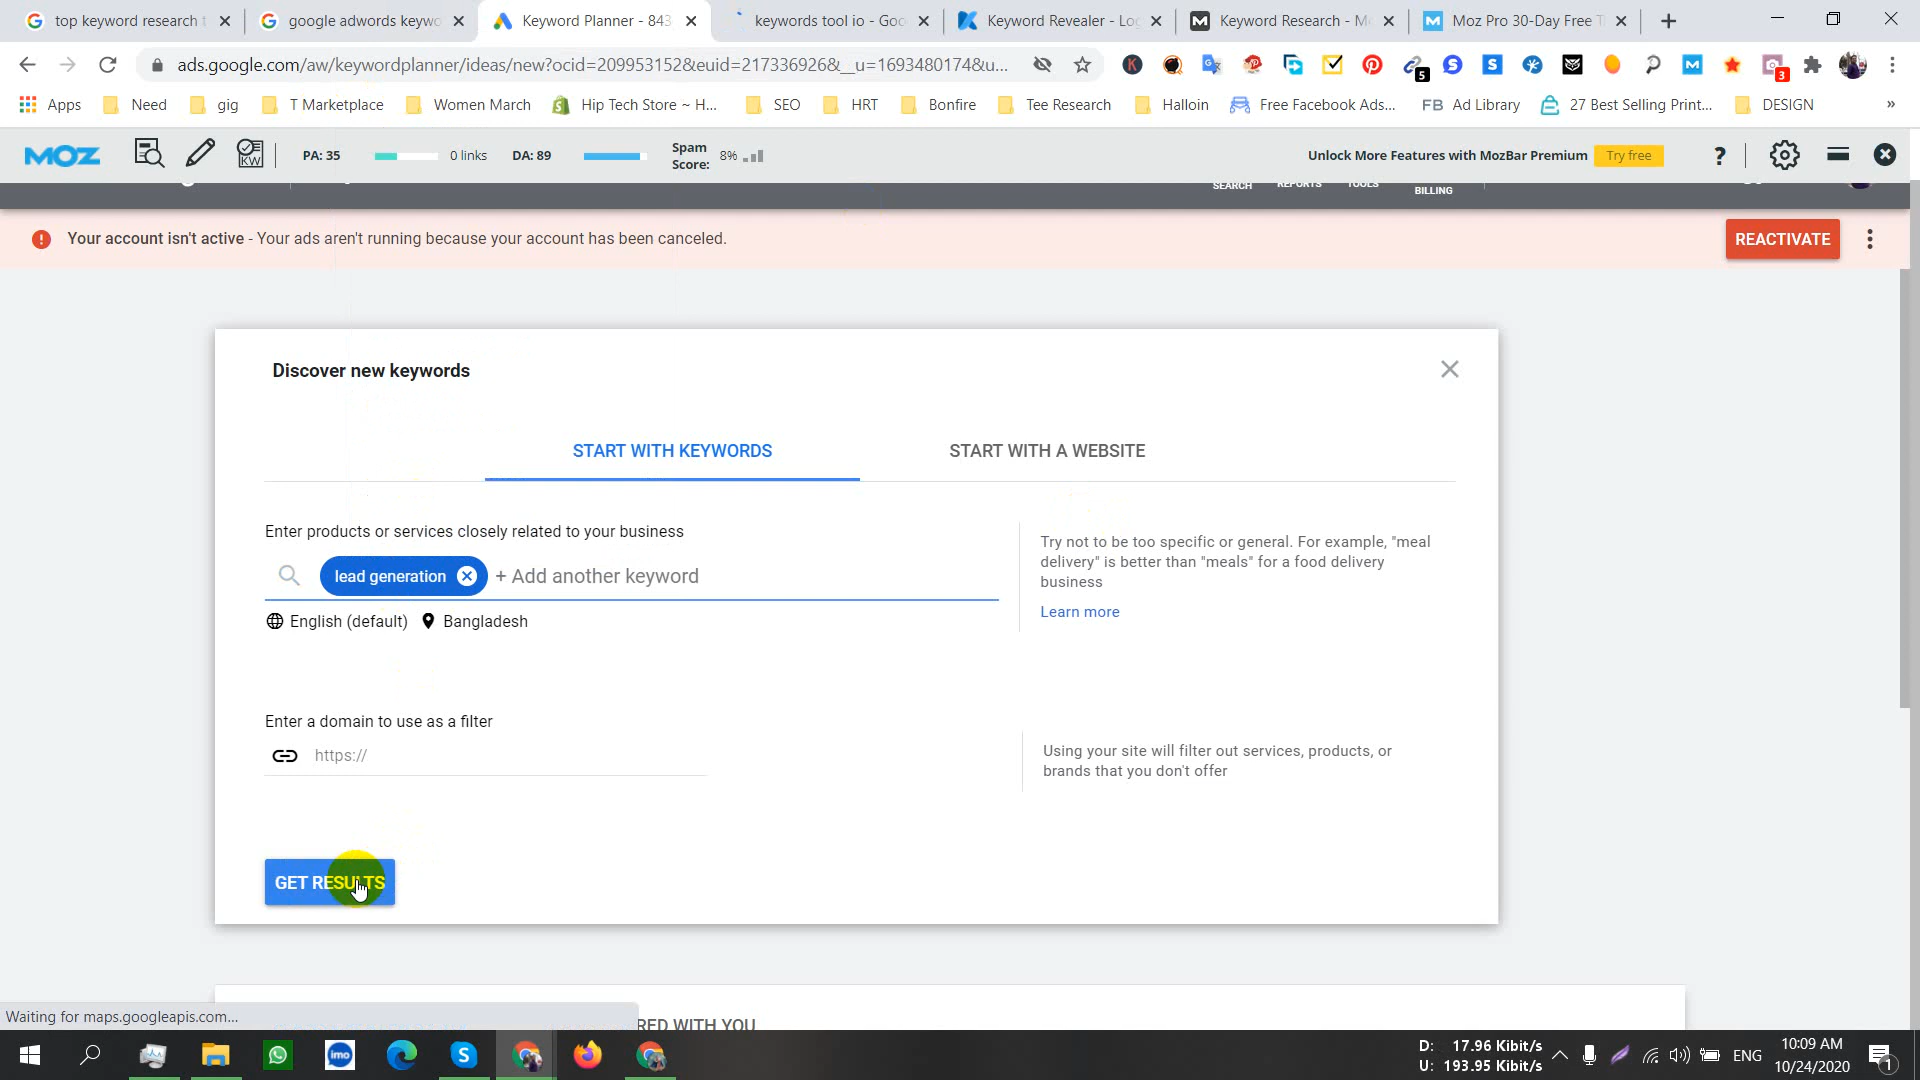 top keyword research t
google adwords keywo
Keyword Planner - 843
keywords tool io - Goo
Keyword Revealer - Lo
Keyword Research - M
Moz Pro 30-Day Free T
ads.google.com/aw/keywordplanner/ideas/new?ocid=209953152&euid=217336926&__u=1693480174&u...
5
3
Apps
Need
gig
T Marketplace
Women March
Hip Tech Store ~ H...
SEO
HRT
Bonfire
Tee Research
Halloin
Free Facebook Ads...
FB Ad Library
27 Best Selling Print...
DESIGN
»
MOZ
KW
PA: 35
0 links
DA: 89
Spam Score: 8%
Unlock More Features with MozBar Premium
Try free
?
SEARCH
REPORTS
TOOLS
BILLING
Your account isn't active - Your ads aren't running because your account has been canceled.
REACTIVATE
Discover new keywords
START WITH KEYWORDS
START WITH A WEBSITE
Enter products or services closely related to your business
lead generation
+ Add another keyword
English (default)
Bangladesh
Try not to be too specific or general. For example, "meal
delivery" is better than "meals" for a food delivery
business
Learn more
Enter a domain to use as a filter
https://
Using your site will filter out services, products, or
brands that you don't offer
GET RESULTS
Waiting for maps.googleapis.com...
RED WITH YOU
imo
D: 17.96 Kibit/s
U: 193.95 Kibit/s
ENG
10:09 AM
10/24/2020
1